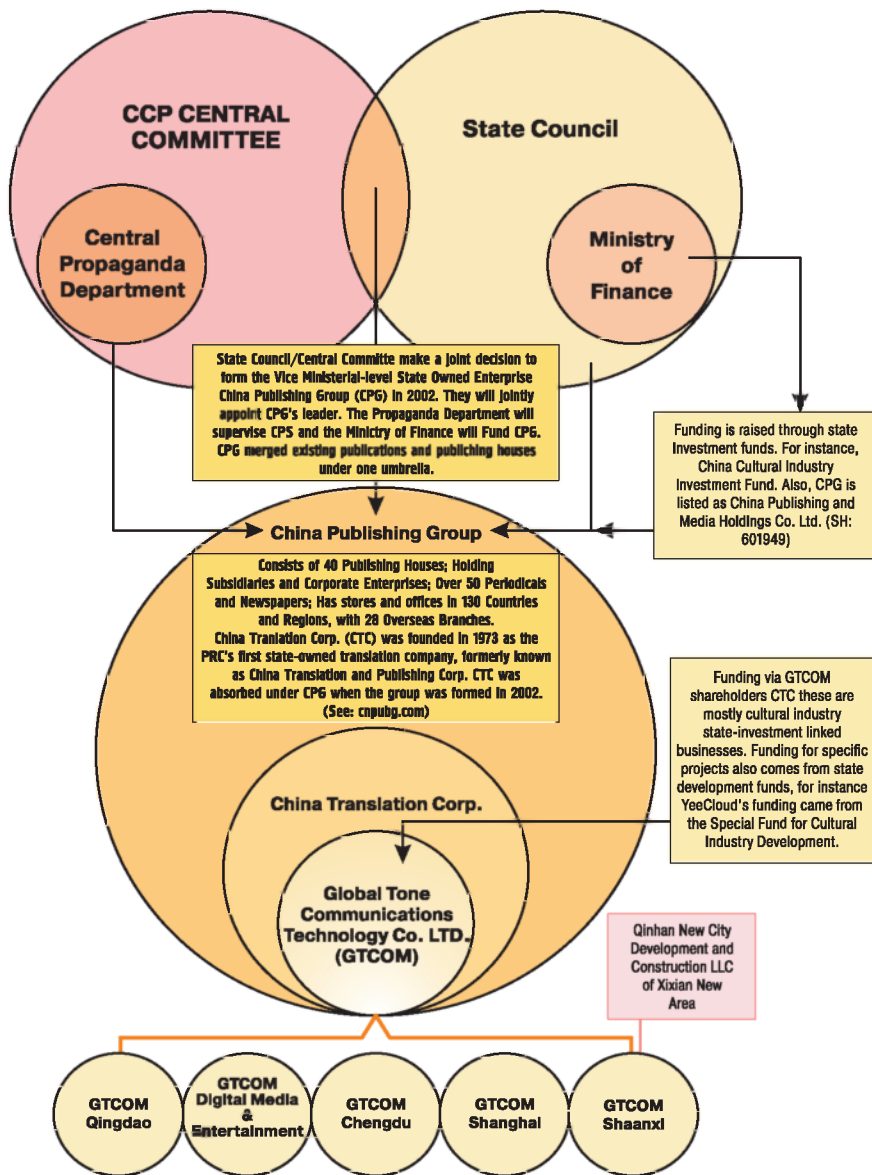 CCP CENTRAL
COMMITTEE
State Council
Central
Propaganda
Department
Ministry
of
Finance
State Council/Central Committe make a joint decision to
form the Vice Ministerial-level State Owned Enterprise
China Publishing Group (CPG) in 2002. They will jointly
appoint CPG's leader. The Propaganda Department will
supervise CPS and the Minictry of Finance will Fund CPG.
CPG merged existing publications and publiching houses
under one umbrella.
Funding is raised through state
Investment funds. For instance,
China Cultural Industry
Investment Fund. Also, CPG is
listed as China Publishing and
Media Holdings Co. Ltd. (SH:
601949)
China Publishing Group
Consists of 40 Publishing Houses; Holding
Subsidiaries and Corporate Enterprises; Over 50 Periodicals
and Newspapers; Has stores and offices in 130 Countries
and Regions, with 28 Overseas Branches.
China Tranlation Corp. (CTC) was founded in 1973 as the
PRC's first state-owned translation company, formerly known
as China Translation and Publishing Corp. CTC was
absorbed under CPG when the group was formed in 2002.
(See: cnpubg.com)
Funding via GTCOM
shareholders CTC these are
mostly cultural industry
state-investment linked
businesses. Funding for specific
projects also comes from state
development funds, for instance
YeeCloud's funding came from
the Special Fund for Cultural
Industry Development.
China Translation Corp.
Global Tone
Communications
Technology Co. LTD.
(GTCOM)
Qinhan New City
Development and
Construction LLC
of Xixian New
Area
GTCOM
Qingdao
GTCOM
Digital Media
&
Entertainment
GTCOM
Chengdu
GTCOM
Shanghai
GTCOM
Shaanxi